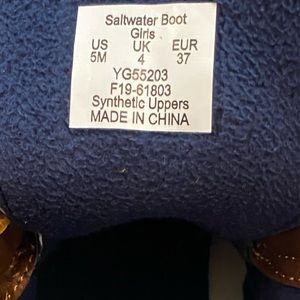 Saltwater Boot
Girls
US UK EUR
5M 4 37
YG55203
F19-61803
Synthetic Uppers
MADE IN CHINA